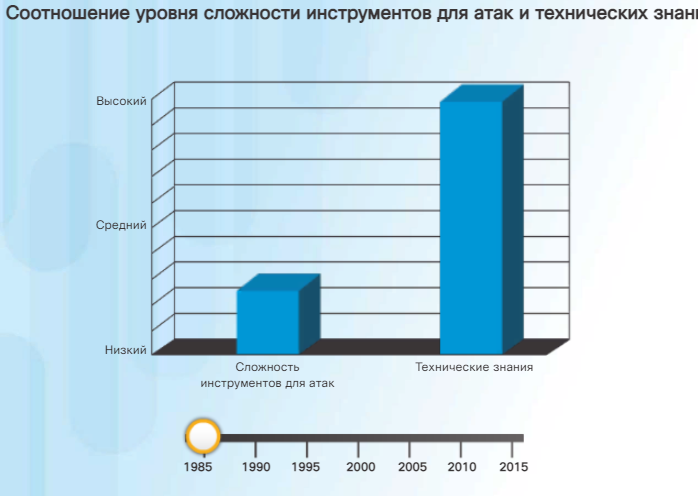 Соотношение уровня сложности инструментов для атак и технических
Высокий
Средний
Низкий
Сложность
инструментов для атак
Технические знания
1985 1990 1995 2000 2005 2010 2015